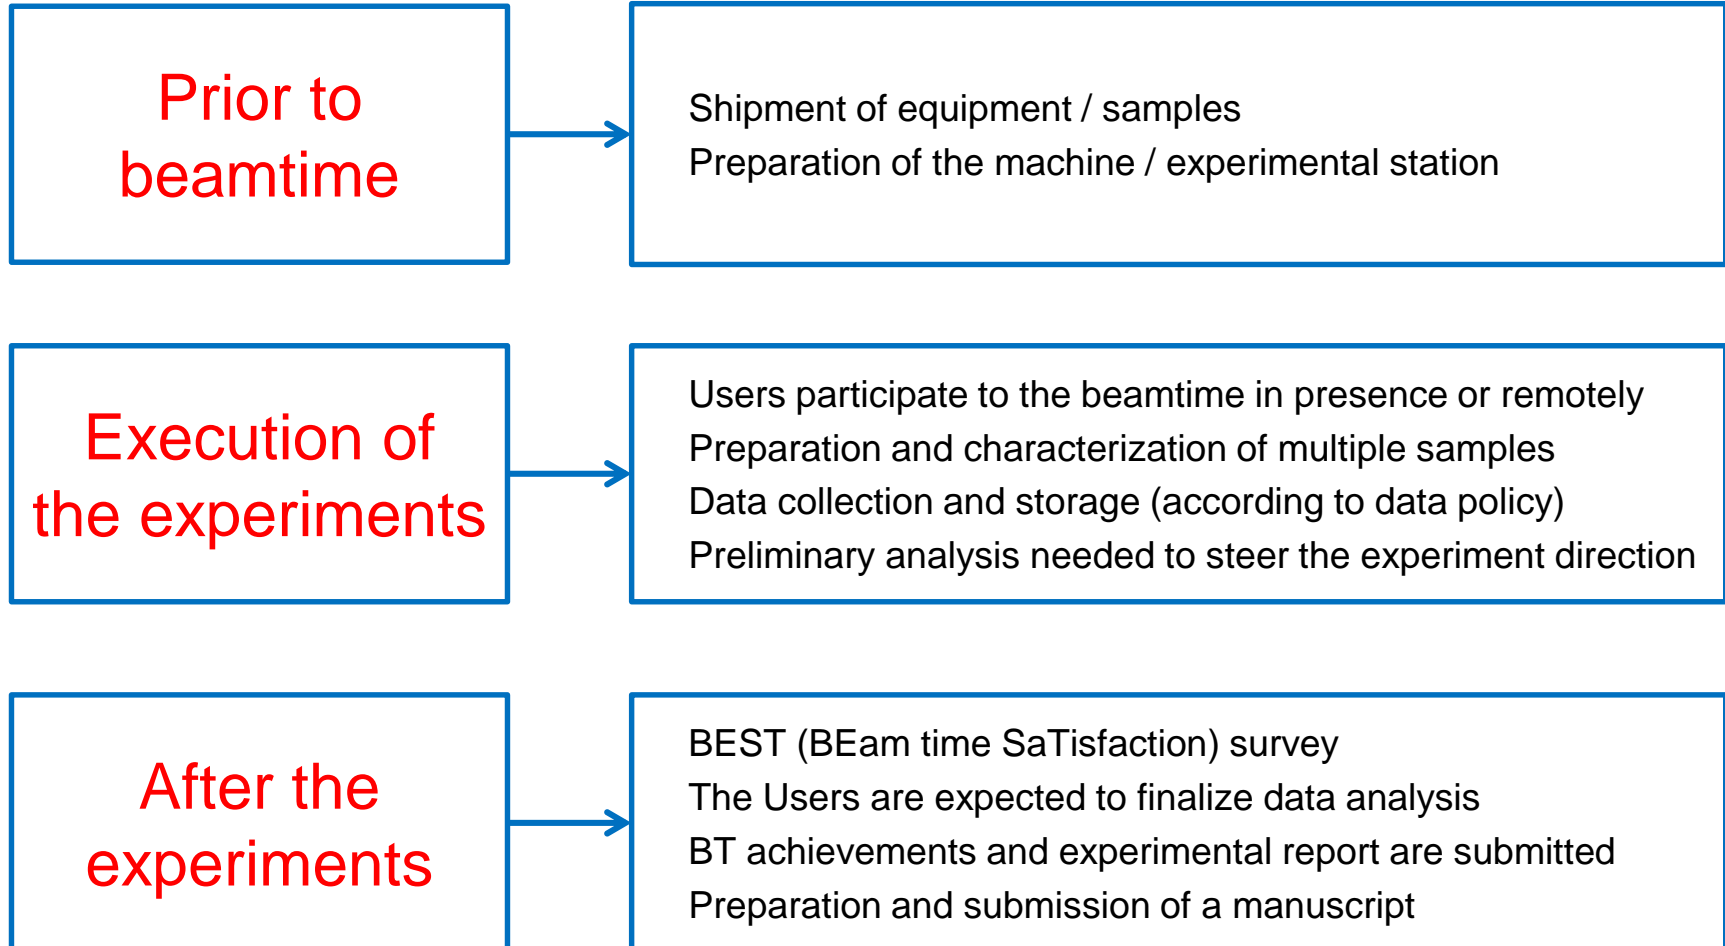 Prior to
beamtime
Shipment of equipment / samples
Preparation of the machine / experimental station
Execution of
the experiments
Users participate to the beamtime in presence or remotely
Preparation and characterization of multiple samples
Data collection and storage (according to data policy)
Preliminary analysis needed to steer the experiment direction
After the
experiments
BEST (BEam time SaTisfaction) survey
The Users are expected to finalize data analysis
BT achievements and experimental report are submitted
Preparation and submission of a manuscript